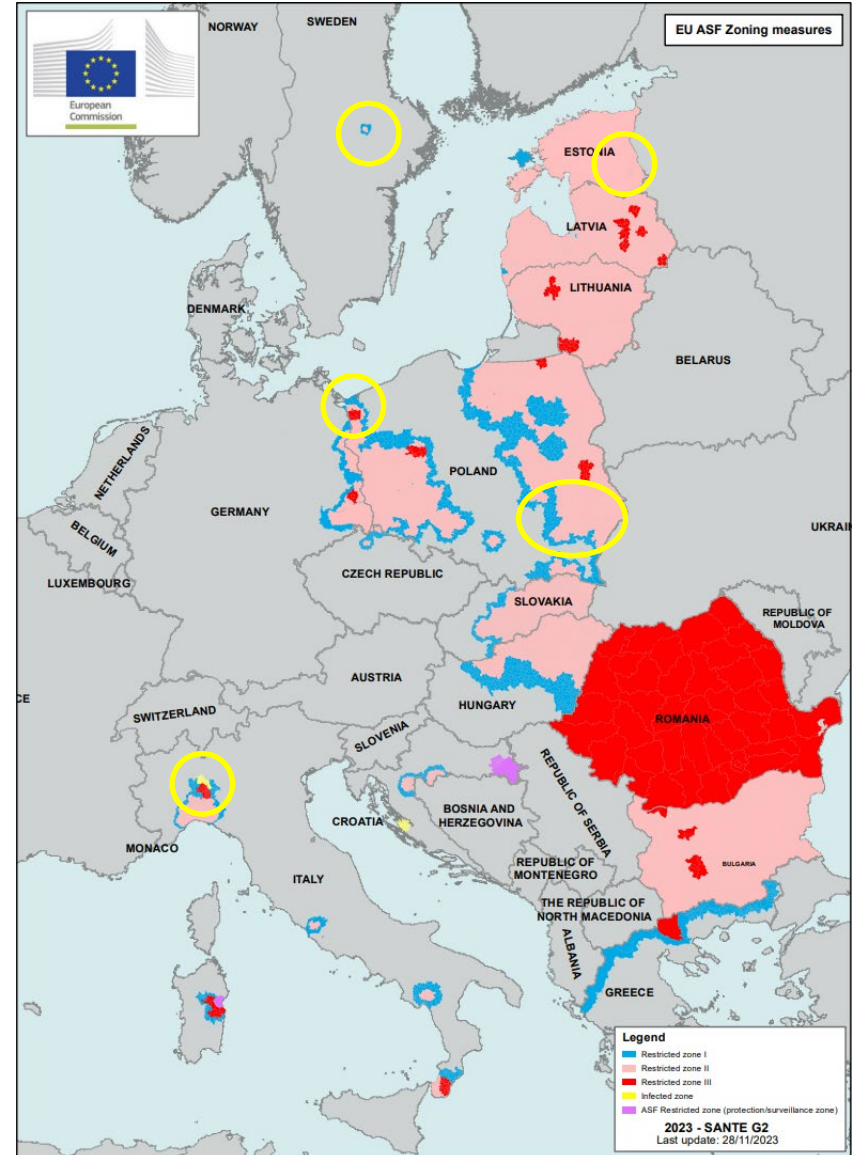 NORWAY
SWEDEN
EU ASF Zoning measures
European
Commission
ESTONIA
LATVIA
LITHUANIA
DENMARK
BELARUS
NETHERLANDS
POLAND
GERMANY
BELGIUM
UKRAIN
LUXEMBOURG
CZECH REPUBLIC
SLOVAKIA
REPUBLIC OF
MOLDOVA
AUSTRIA
CE
HUNGARY
SWITZERLAND
ROMANIA
SLOVENIA
REPUBLIC OF SERBIA
BOSNIA AND
HERZEGOVINA
CROATIA
MONACO
BULGARIA
ITALY
REPUBLIC OF
MONTENEGRO
THE REPUBLIC OF
NORTH MACEDONIA
ALBANIA
GREECE
Legend
Restricted zone I
Restricted zone II
Restricted zone III
Infected zone
ASF Restricted zone (protection/surveillance zone)
2023 - SANTE G2
Last update: 28/11/2023